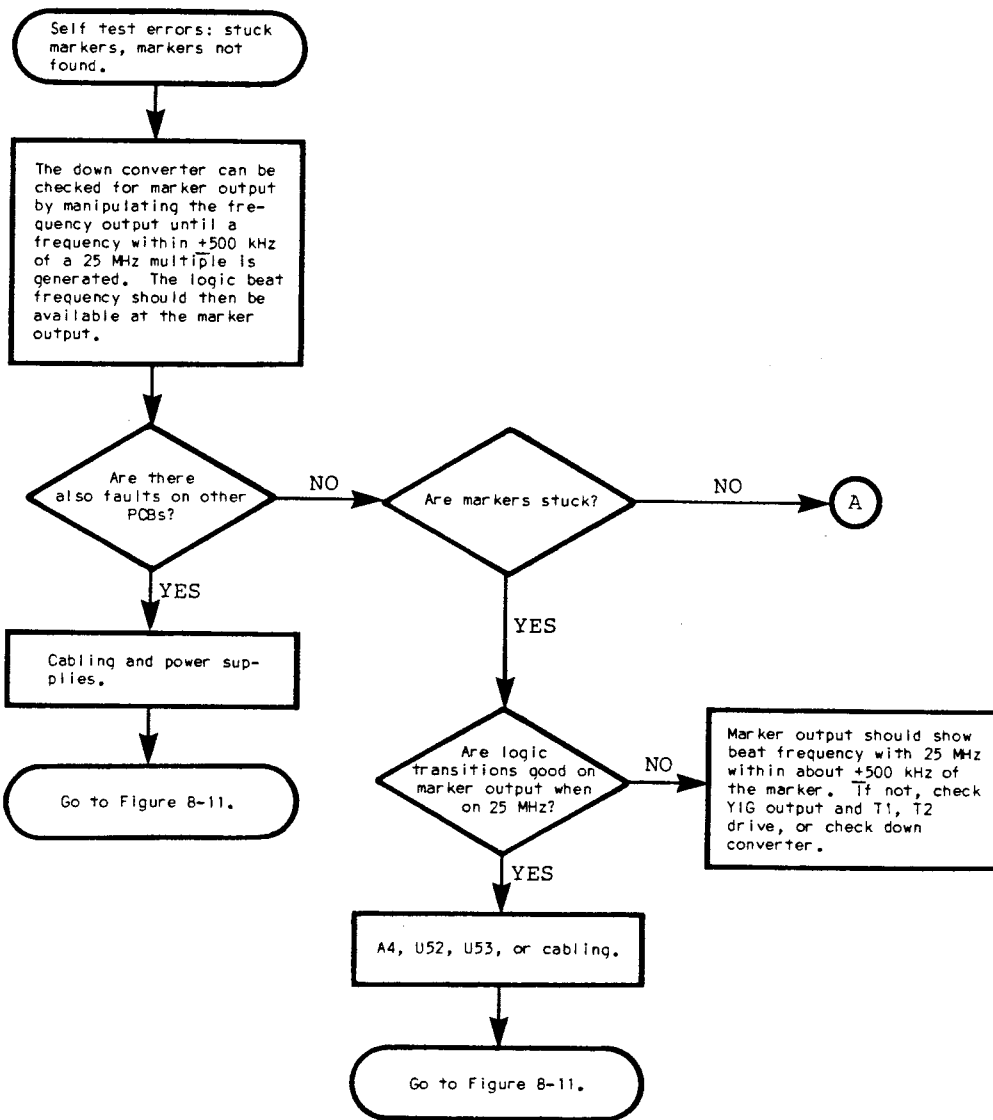 Self test errors: stuck
markers, markers not
found.
The down converter can be
checked for marker output
by manipulating the fre-
quency output until a
frequency within ±500 kHz
of a 25 MHz multiple is
generated. The logic beat
frequency should then be
available at the marker
output.
Are there
also faults on other
PCBs?
NO
Are markers stuck?
NO
A
YES
Cabling and power sup-
plies.
Go to Figure 8-11.
YES
Are logic
transitions good on
marker output when
on 25 MHz?
NO
Marker output should show
beat frequency with 25 MHz
within about ±500 kHz of
the marker. If not, check
YIG output and T1, T2
drive, or check down
converter.
YES
A4, U52, U53, or cabling.
Go to Figure 8-11.